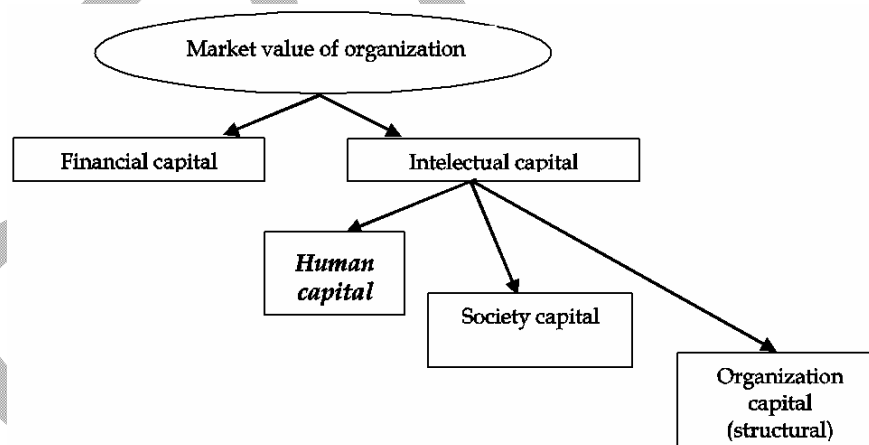 Market value of organization
Financial capital
Intelectual capital
Human
capital
Society capital
Organization
capital
(structural)